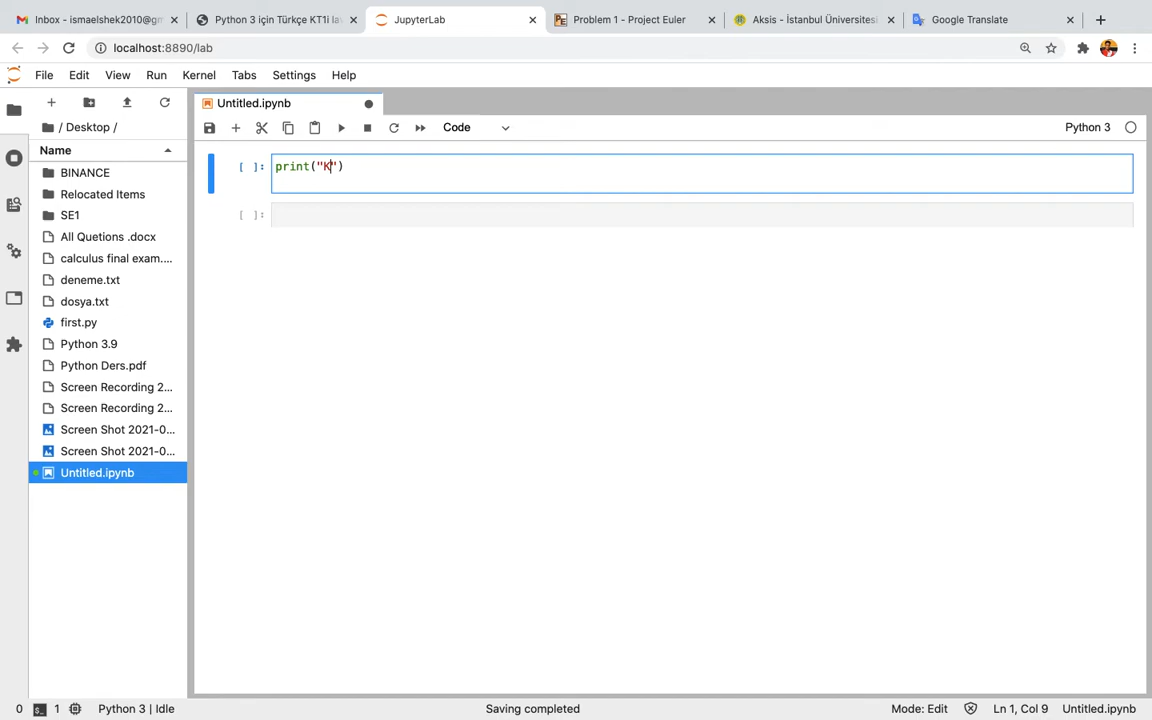 Inbox - ismaelshek2010@gm
Python 3 için Türkçe KT1i lav
JupyterLab
Problem 1 - Project Euler
Aksis - İstanbul Üniversitesi
Google Translate
localhost:8890/lab
File Edit View Run Kernel Tabs Settings Help
Untitled.ipynb
/ Desktop /
Code
Python 3
Name
[ ]:
print("K")
[ ]:
BINANCE
Relocated Items
SE1
All Quetions .docx
calculus final exam....
deneme.txt
dosya.txt
first.py
Python 3.9
Python Ders.pdf
Screen Recording 2...
Screen Recording 2...
Screen Shot 2021-0...
Screen Shot 2021-0...
Untitled.ipynb
0 1 Python 3 | Idle Saving completed Mode: Edit Ln 1, Col 9 Untitled.ipynb